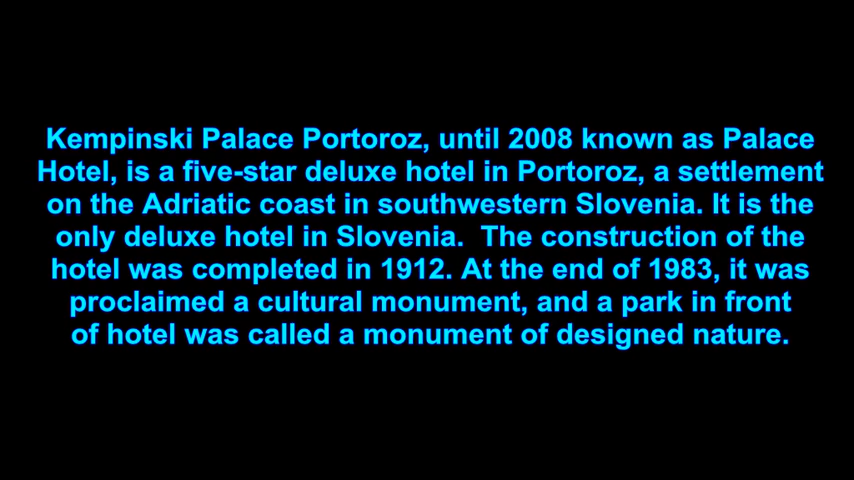 Kempinski Palace Portoroz, until 2008 known as Palace
Hotel, is a five-star deluxe hotel in Portoroz, a settlement
on the Adriatic coast in southwestern Slovenia. It is the
only deluxe hotel in Slovenia.  The construction of the
hotel was completed in 1912. At the end of 1983, it was
proclaimed a cultural monument, and a park in front
of hotel was called a monument of designed nature.